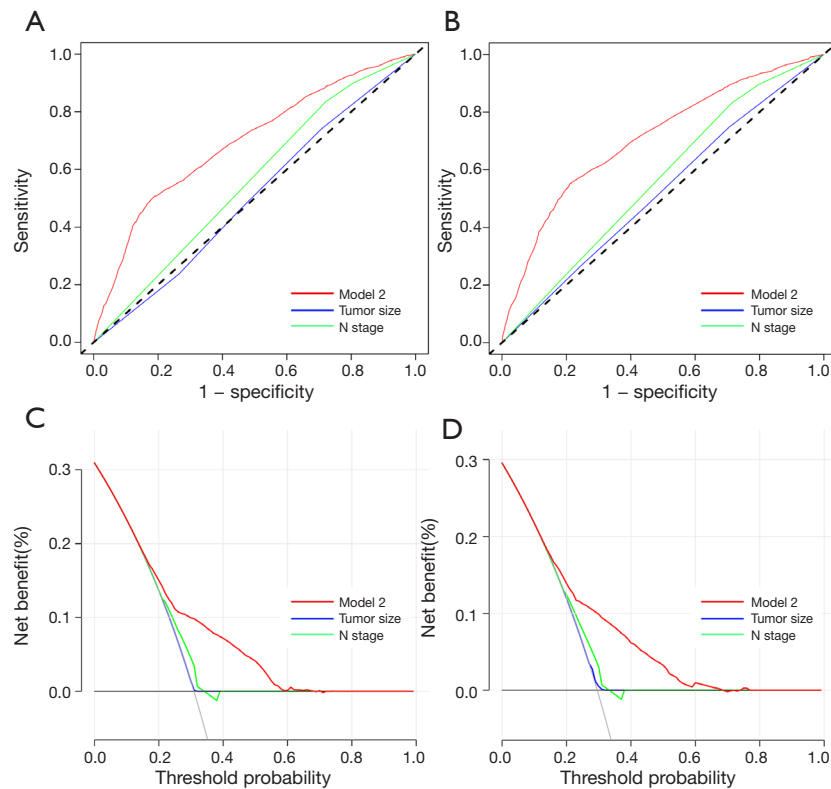 A
B
1.0
0.8
0.6
0.4
0.2
0.0
Sensitivity
Model 2
Tumor size
N stage
0.0 0.2 0.4 0.6 0.8 1.0
1 − specificity
1.0
0.8
0.6
0.4
0.2
0.0
Sensitivity
Model 2
Tumor size
N stage
0.0 0.2 0.4 0.6 0.8 1.0
1 − specificity
C
D
0.3
0.2
0.1
0.0
Net benefit(%)
Model 2
Tumor size
N stage
0.0 0.2 0.4 0.6 0.8 1.0
Threshold probability
0.3
0.2
0.1
0.0
Net benefit(%)
Model 2
Tumor size
N stage
0.0 0.2 0.4 0.6 0.8 1.0
Threshold probability